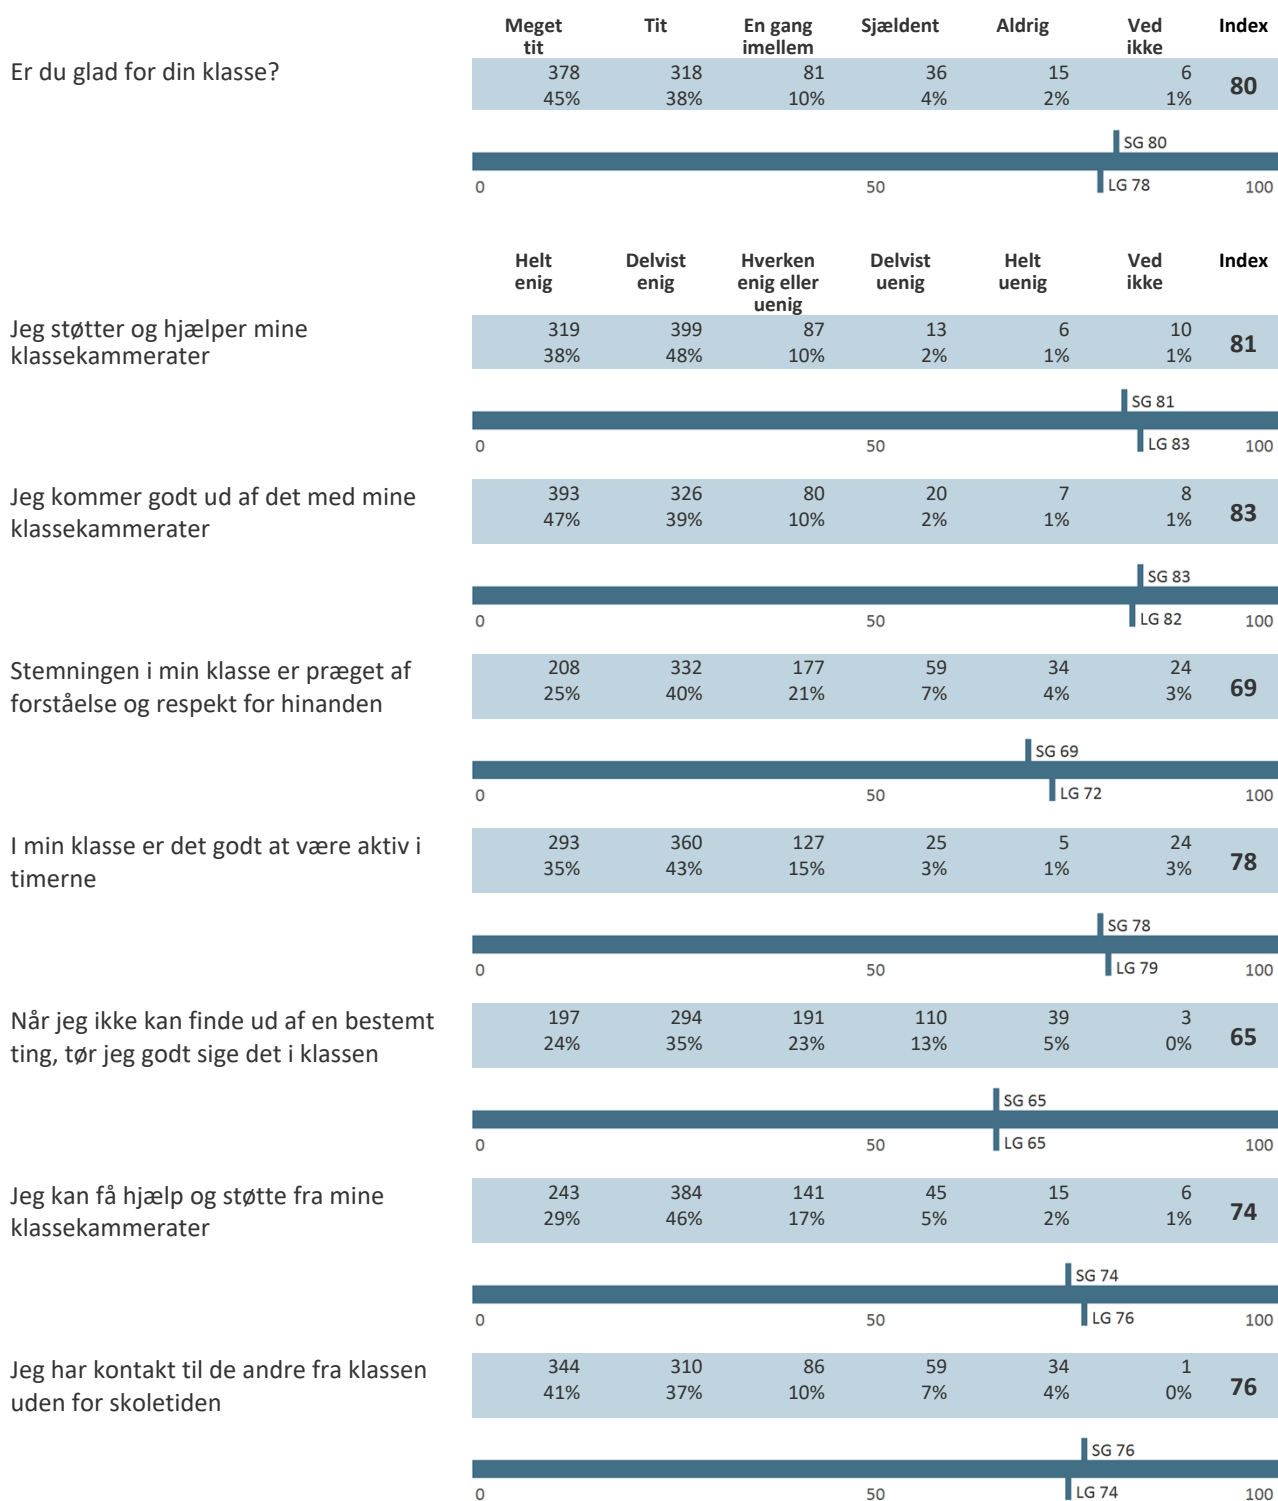 Meget tit Tit En gang imellem Sjældent Aldrig Ved ikke Index
Er du glad for din klasse?
378 318 81 36 15 6 80
45% 38% 10% 4% 2% 1%
SG 80
0 50 LG 78 100
Helt enig Delvist enig Hverken enig eller uenig Delvist uenig Helt uenig Ved ikke Index
Jeg støtter og hjælper mine
klassekammerater
319 399 87 13 6 10 81
38% 48% 10% 2% 1% 1%
SG 81
0 50 LG 83 100
Jeg kommer godt ud af det med mine
klassekammerater
393 326 80 20 7 8 83
47% 39% 10% 2% 1% 1%
SG 83
0 50 LG 82 100
Stemningen i min klasse er præget af
forståelse og respekt for hinanden
208 332 177 59 34 24 69
25% 40% 21% 7% 4% 3%
SG 69
0 50 LG 72 100
I min klasse er det godt at være aktiv i
timerne
293 360 127 25 5 24 78
35% 43% 15% 3% 1% 3%
SG 78
0 50 LG 79 100
Når jeg ikke kan finde ud af en bestemt
ting, tør jeg godt sige det i klassen
197 294 191 110 39 3 65
24% 35% 23% 13% 5% 0%
SG 65
0 50 LG 65 100
Jeg kan få hjælp og støtte fra mine
klassekammerater
243 384 141 45 15 6 74
29% 46% 17% 5% 2% 1%
SG 74
0 50 LG 76 100
Jeg har kontakt til de andre fra klassen
uden for skoletiden
344 310 86 59 34 1 76
41% 37% 10% 7% 4% 0%
SG 76
0 50 LG 74 100